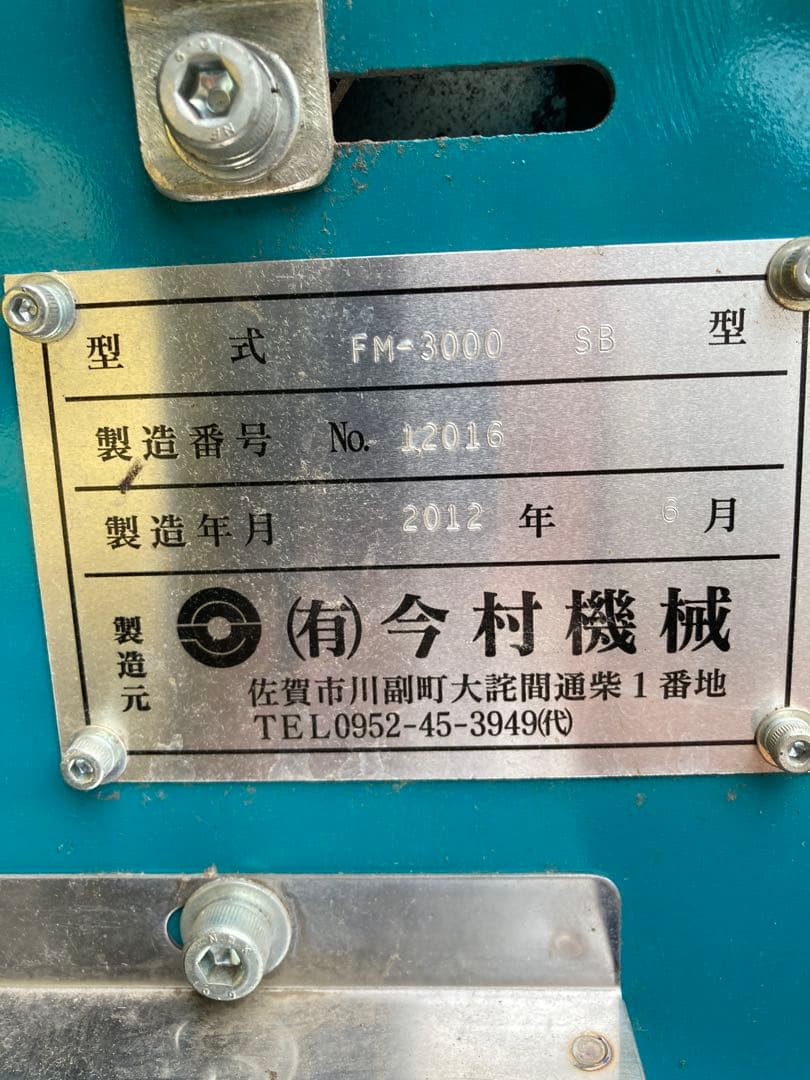 型 式 FM-3000 SB 型
製造番号 No. 12016
製造年月 2012 年 6 月
製造元
㈲今村機械
佐賀市川副町大詫間通柴1番地
TEL0952-45-3949㈹